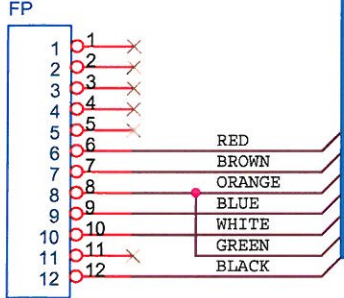 FP
1 1
2 2
3 3
4 4
5 5
6 6 RED
7 7 BROWN
8 8 ORANGE
9 9 BLUE
10 10 WHITE
11 11 GREEN
12 12 BLACK